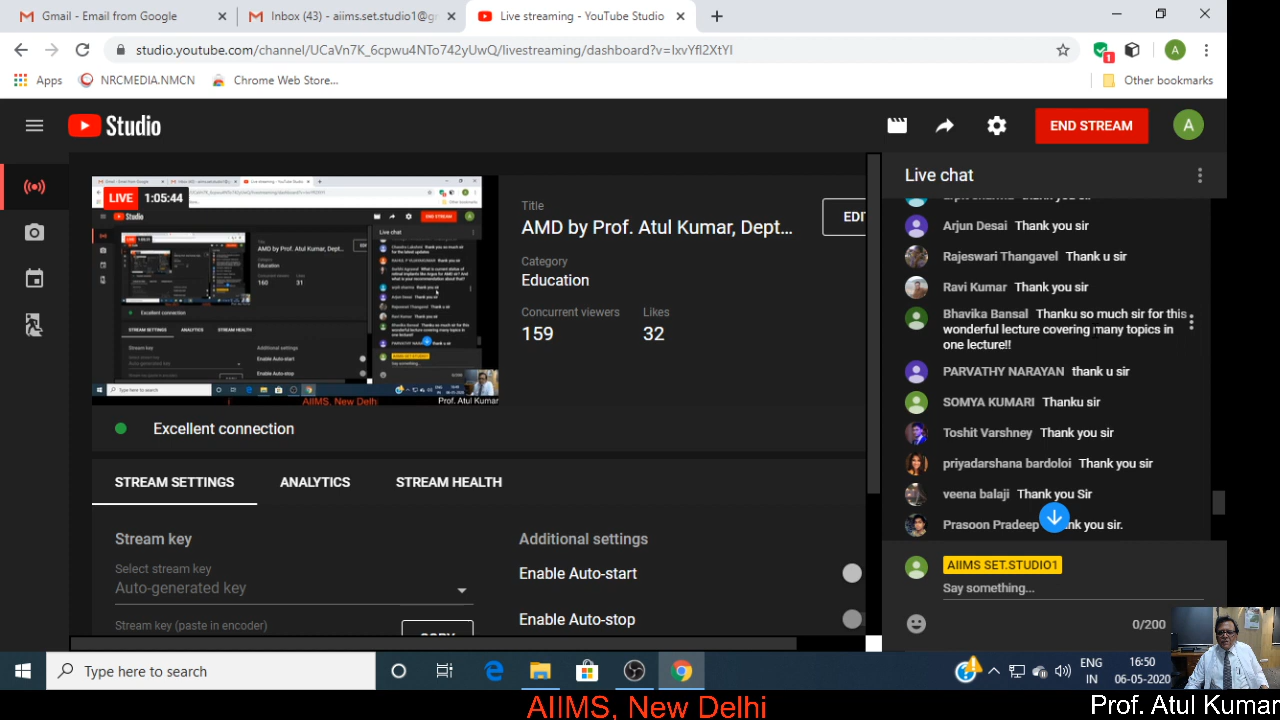 Gmail - Email from Google
Inbox (43) - aiims.set.studio1@g
Live streaming - YouTube Studio
studio.youtube.com/channel/UCaVn7K_6cpwu4NTo742yUwQ/livestreaming/dashboard?v=IxvYfl2XtYI
Apps
NRCMEDIA.NMCN
Chrome Web Store...
Other bookmarks
Studio
END STREAM
A
LIVE 1:05:44
Title
AMD by Prof. Atul Kumar, Dept...
EDI
Category
Education
Concurrent viewers
159
Likes
32
Excellent connection
STREAM SETTINGS
ANALYTICS
STREAM HEALTH
Stream key
Select stream key
Auto-generated key
Stream key (paste in encoder)
COPY
Additional settings
Enable Auto-start
Enable Auto-stop
Live chat
Arjun Desai Thank you sir
Rajeswari Thangavel Thank u sir
Ravi Kumar Thank you sir
Bhavika Bansal Thanku so much sir for this
wonderful lecture covering many topics in
one lecture!!
PARVATHY NARAYAN thank u sir
SOMYA KUMARI Thanku sir
Toshit Varshney Thank you sir
priyadarshana bardoloi Thank you sir
veena balaji Thank you Sir
Prasoon Pradeep Thank you sir.
AIIMS SET.STUDIO1
Say something...
0/200
Type here to search
ENG
IN
16:50
06-05-2020
AIIMS, New Delhi
Prof. Atul Kumar